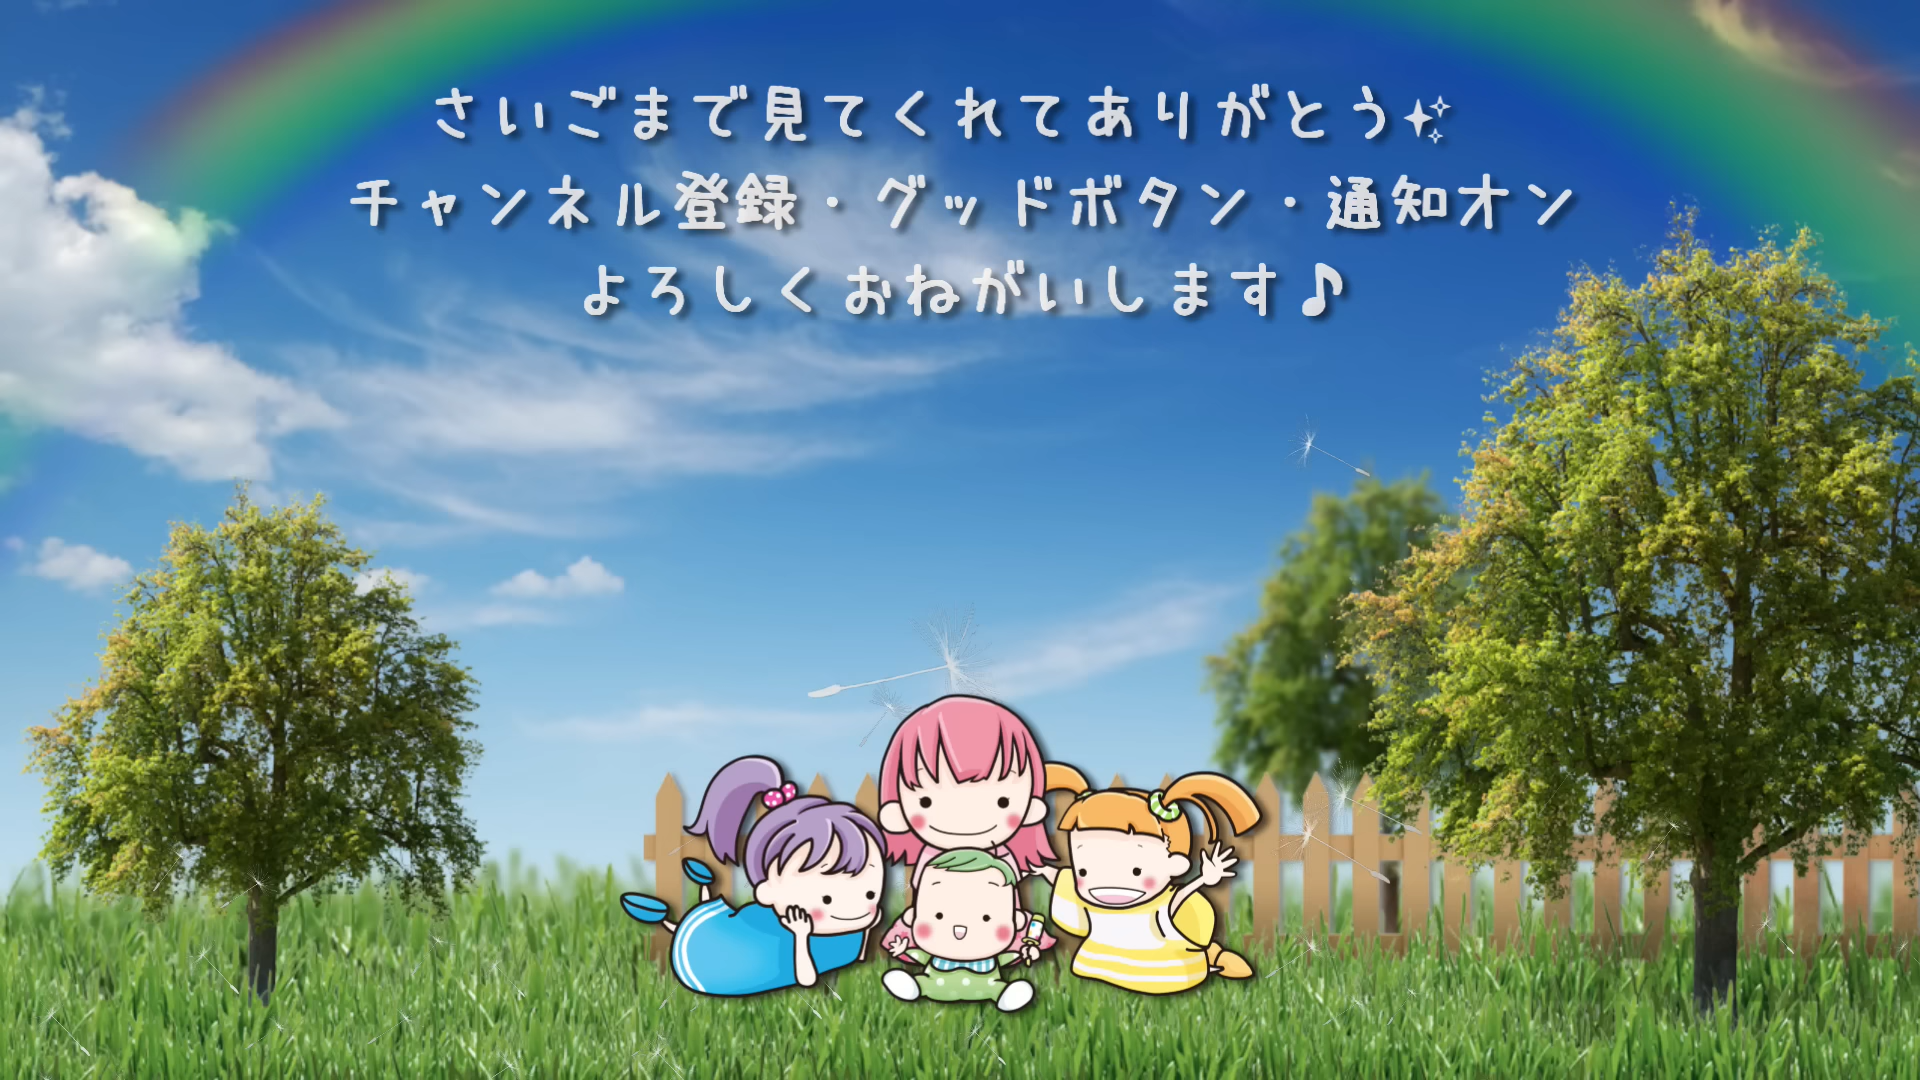 さいごまで見てくれてありがとう✨
チャンネル登録・グッドボタン・通知オン
よろしくおねがいします♪